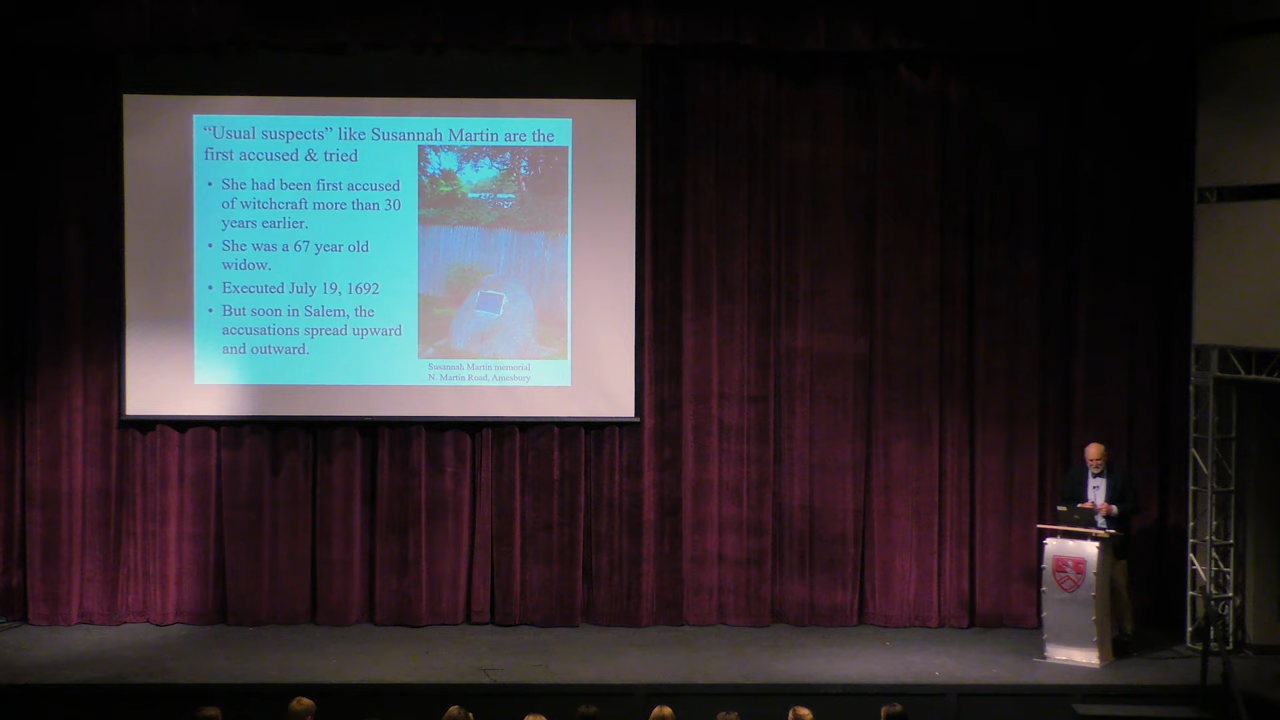 “Usual suspects” like Susannah Martin are the
first accused & tried
• She had been first accused
of witchcraft more than 30
years earlier.
• She was a 67 year old
widow.
• Executed July 19, 1692
• But soon in Salem, the
accusations spread upward
and outward.
Susannah Martin memorial
N. Martin Road, Amesbury